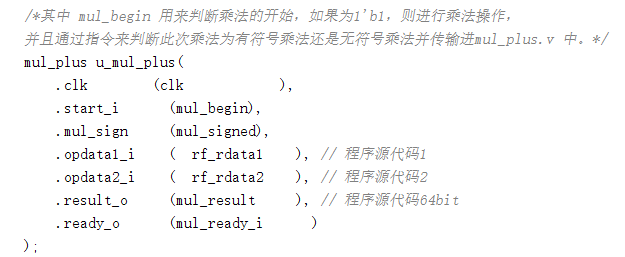 /*其中 mul_begin 用来判断乘法的开始，如果为1'b1，则进行乘法操作，
并且通过指令来判断此次乘法为有符号乘法还是无符号乘法并传输进mul_plus.v 中。*/
mul_plus u_mul_plus(
.clk (clk ),
.start_i (mul_begin),
.mul_sign (mul_signed),
.opdata1_i ( rf_rdata1 ), // 程序源代码1
.opdata2_i ( rf_rdata2 ), // 程序源代码2
.result_o (mul_result ), // 程序源代码64bit
.ready_o (mul_ready_i )
);